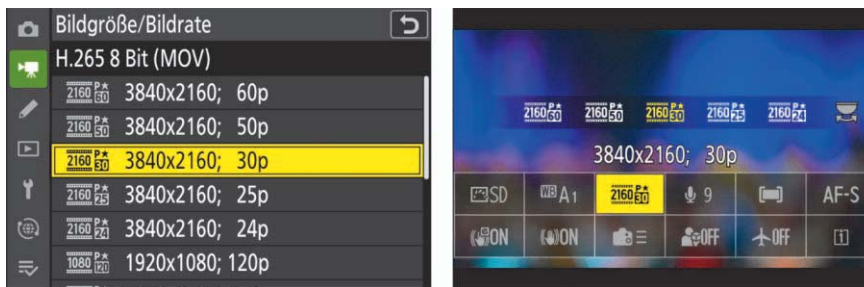 Bildgröße/Bildrate
H.265 8 Bit (MOV)
2160 P★ 60 3840x2160; 60p
2160 P★ 50 3840x2160; 50p
2160 P★ 30 3840x2160; 30p
2160 P★ 25 3840x2160; 25p
2160 P★ 24 3840x2160; 24p
1080 P★ 120 1920x1080; 120p
2160 P★ 60 2160 P★ 50 2160 P★ 30 2160 P★ 25 2160 P★ 24
3840x2160; 30p
SD WB A1 2160 P★ 30 9 AF-S
ON ON OFF OFF i